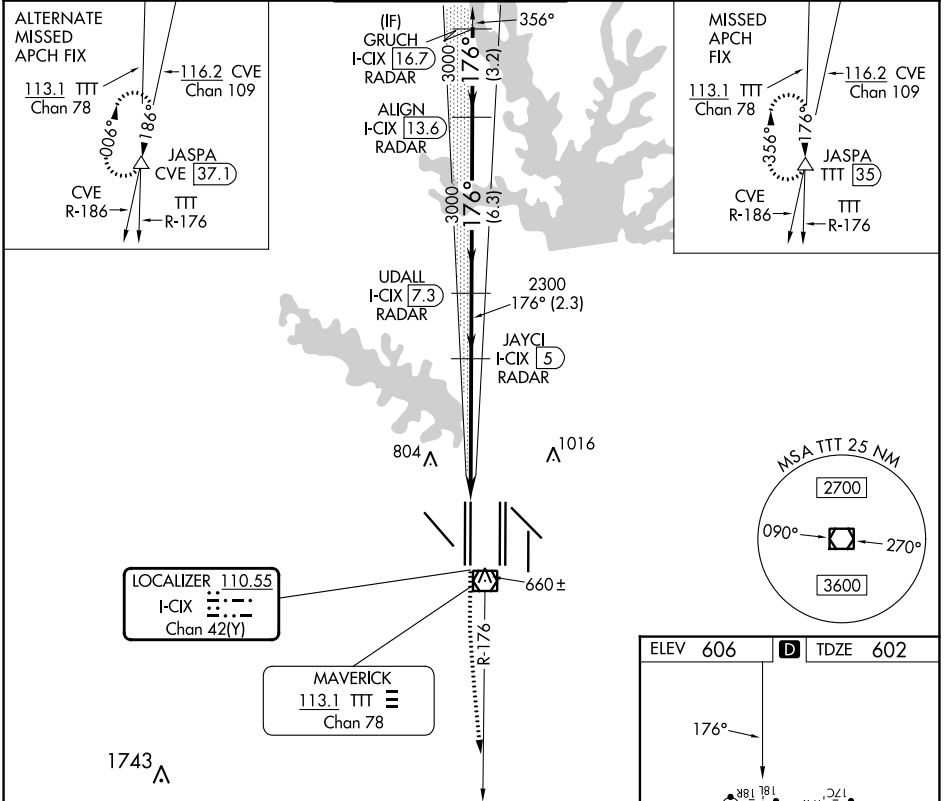 ALTERNATE
MISSED
APCH FIX
113.1 TTT
Chan 78
116.2 CVE
Chan 109
006°
186°
JASPA
CVE 37.1
CVE
R-186
TTT
R-176
(IF)
GRUCH
I-CIX 16.7
RADAR
356°
3000
176°
(3.2)
ALIGN
I-CIX 13.6
RADAR
3000
176°
(6.3)
UDALL
I-CIX 7.3
RADAR
2300
176° (2.3)
JAYCI
I-CIX 5
RADAR
MISSED
APCH
FIX
113.1 TTT
Chan 78
116.2 CVE
Chan 109
356°
176°
JASPA
TTT 35
CVE
R-186
TTT
R-176
804
1016
MSA TTT 25 NM
2700
090°
270°
3600
660 ±
LOCALIZER 110.55
I-CIX
Chan 42(Y)
R-176
MAVERICK
113.1 TTT
Chan 78
1743
ELEV 606 D TDZE 602
176°
18R
18L
17C